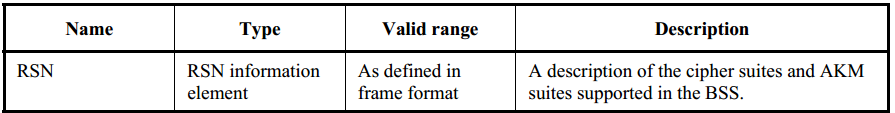 Name Type Valid range Description
RSN RSN information As defined in A description of the cipher suites and AKM
element frame format suites supported in the BSS.